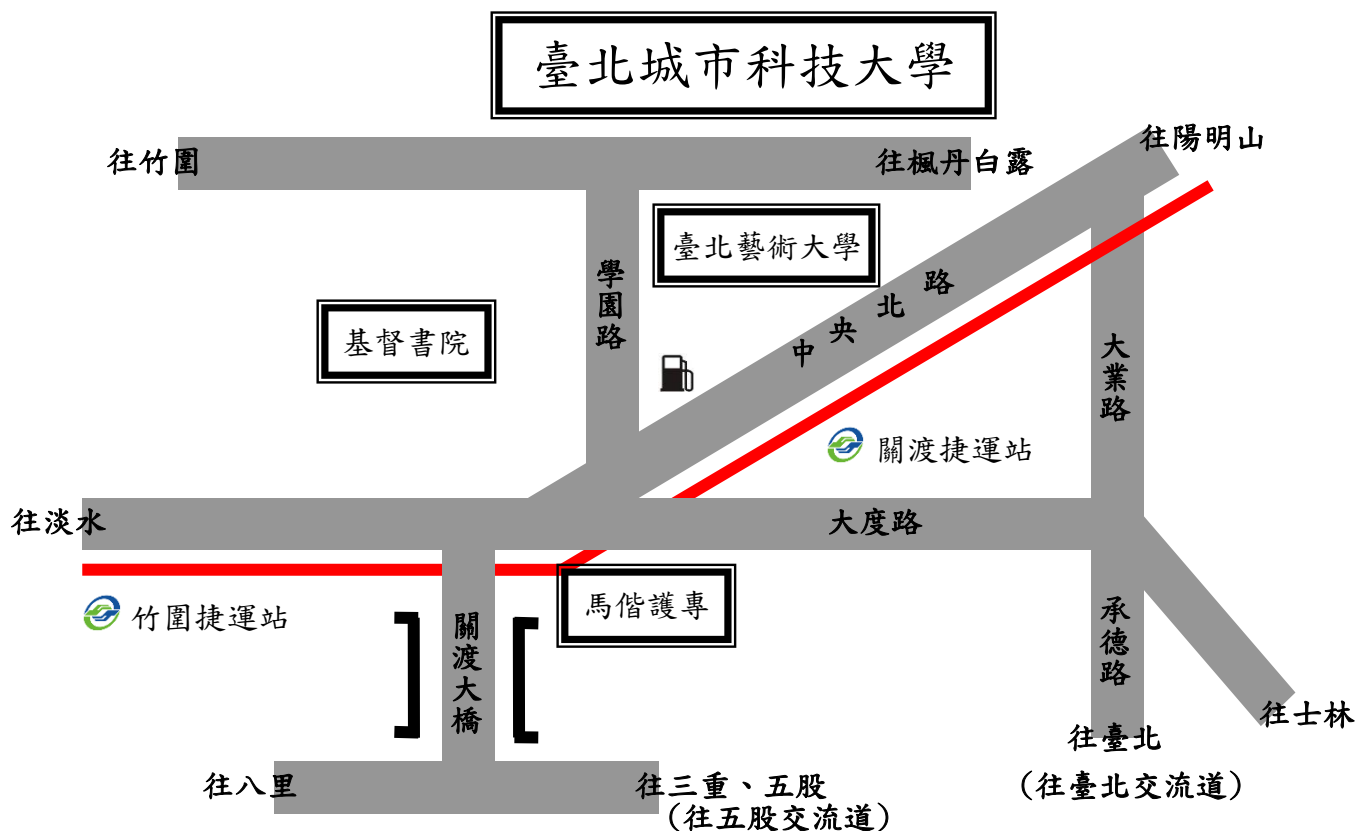 臺北城市科技大學
往陽明山
往竹圍
往楓丹白露
臺北藝術大學
學園路
中央北路
基督書院
大業路
關渡捷運站
往淡水
大度路
竹圍捷運站
關渡大橋
馬偕護專
承德路
往士林
往臺北
(往臺北交流道)
往八里
往三重、五股
(往五股交流道)